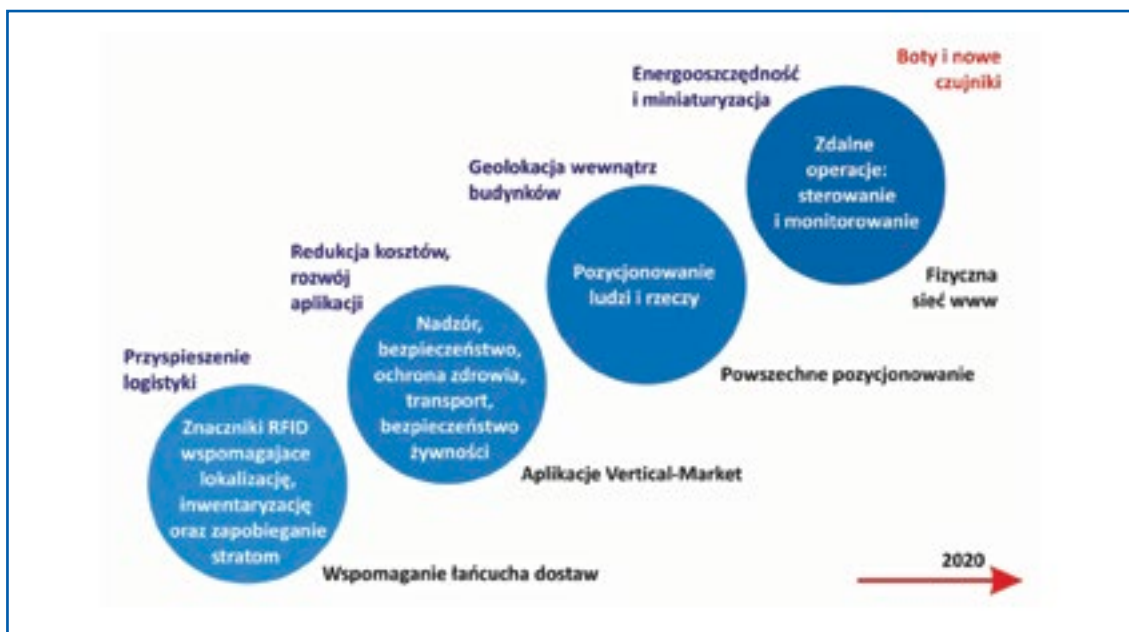 Boty i nowe
czujniki
Energooszczędność
i miniaturyzacja
Zdalne
operacje:
sterowanie
i monitorowanie
Fizyczna
sieć www
Geolokacja wewnątrz
budynków
Pozycjonowanie
ludzi i rzeczy
Powszechne pozycjonowanie
Redukcja kosztów,
rozwój
aplikacji
Nadzór,
bezpieczeństwo,
ochrona zdrowia,
transport,
bezpieczeństwo
żywności
Aplikacje Vertical-Market
Przyspieszenie
logistyki
Znaczniki RFID
wspomagajace
lokalizację,
inwentaryzację
oraz zapobieganie
stratom
Wspomaganie łańcucha dostaw
2020